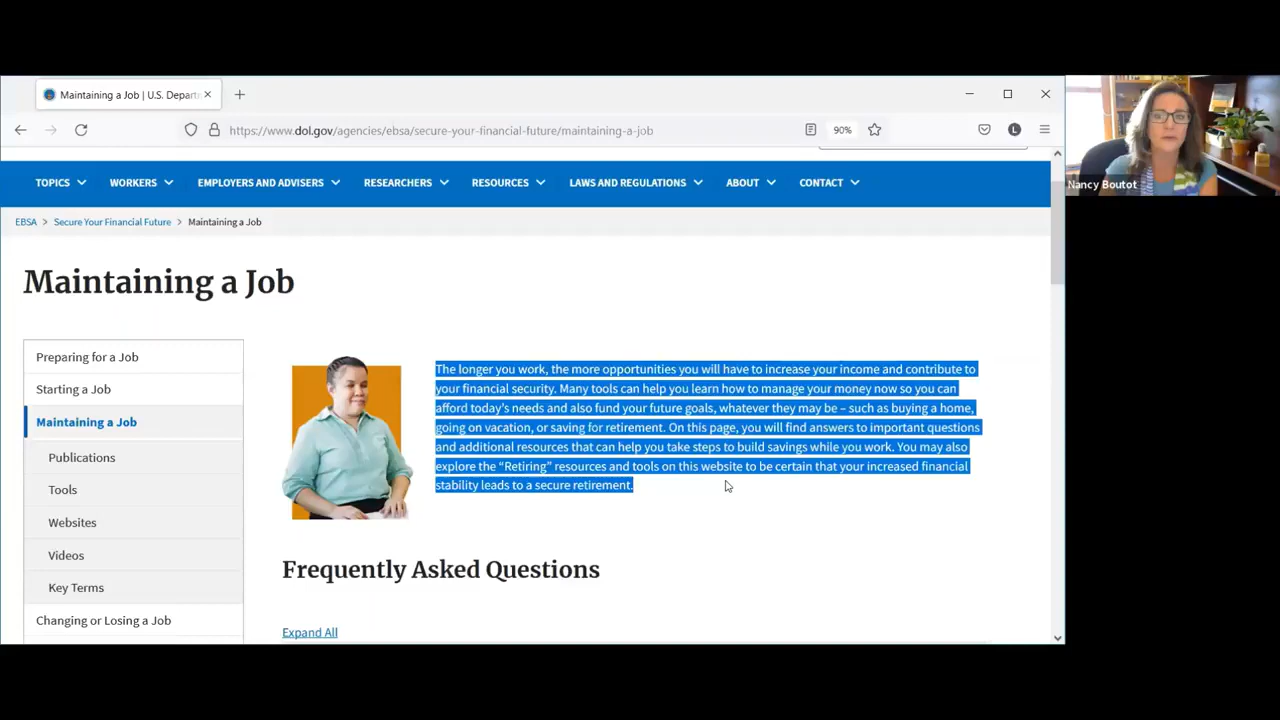 Maintaining a Job | U.S. Depart
https://www.dol.gov/agencies/ebsa/secure-your-financial-future/maintaining-a-job
90%
L
Nancy Boutot
TOPICS WORKERS EMPLOYERS AND ADVISERS RESEARCHERS RESOURCES LAWS AND REGULATIONS ABOUT CONTACT
EBSA > Secure Your Financial Future > Maintaining a Job
Maintaining a Job
Preparing for a Job
Starting a Job
Maintaining a Job
Publications
Tools
Websites
Videos
Key Terms
Changing or Losing a Job
The longer you work, the more opportunities you will have to increase your income and contribute to
your financial security. Many tools can help you learn how to manage your money now so you can
afford today's needs and also fund your future goals, whatever they may be – such as buying a home,
going on vacation, or saving for retirement. On this page, you will find answers to important questions
and additional resources that can help you take steps to build savings while you work. You may also
explore the “Retiring” resources and tools on this website to be certain that your increased financial
stability leads to a secure retirement.
Frequently Asked Questions
Expand All